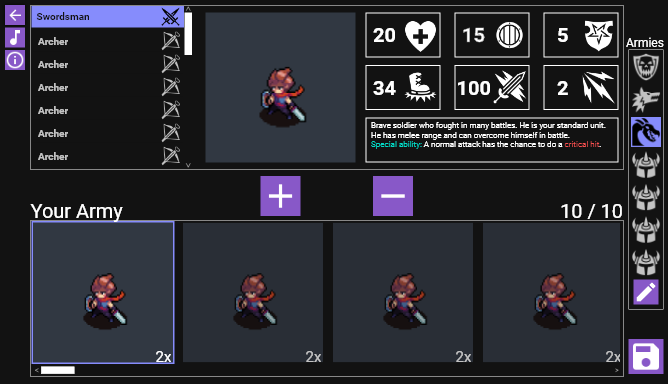 Swordsman
Archer
Archer
Archer
Archer
Archer
Archer
20
15
5
34
100
2
Brave soldier who fought in many battles. He is your standard unit.
He has melee range and can overcome himself in battle.
Special ability: A normal attack has the chance to do a critical hit.
Armies
Your Army
10 / 10
2x
2x
2x
2x